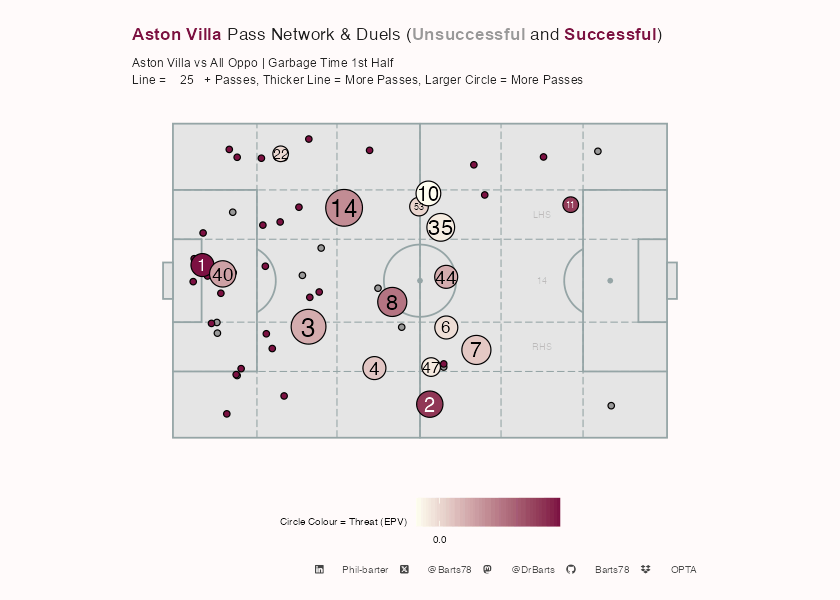 Aston Villa Pass Network & Duels (Unsuccessful and Successful)
Aston Villa vs All Oppo | Garbage Time 1st Half
Line = 25 + Passes, Thicker Line = More Passes, Larger Circle = More Passes
22
10
14
53
11
LHS
35
1
40
44
14
8
3
6
RHS
7
4
47
2
Circle Colour = Threat (EPV)
0.0
Phil-barter @Barts78 @DrBarts Barts78 OPTA